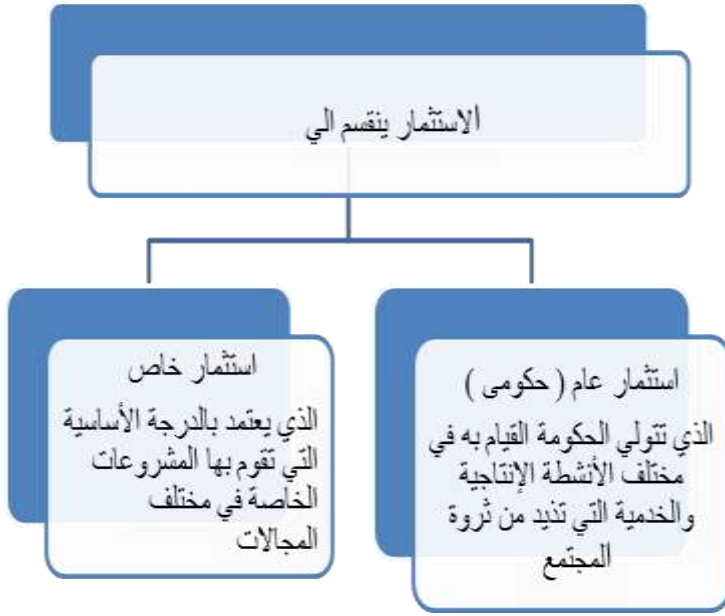 الاستثمار ينقسم الي
استثمار عام ( حكومى )
الذي تتولي الحكومة القيام به في
مختلف الأنشطة الإنتاجية
والخدمية التي تذيد من ثروة
المجتمع
استثمار خاص
الذي يعتمد بالدرجة الأساسية
التي تقوم بها المشروعات
الخاصة في مختلف
المجالات